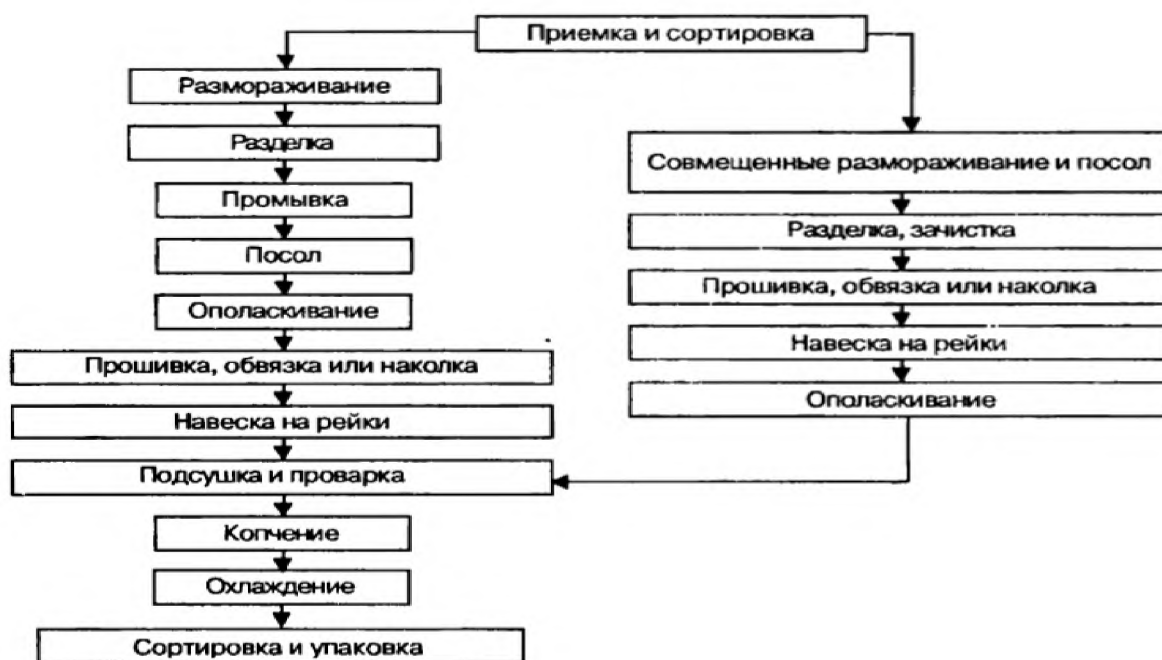 Приемка и сортировка
Размораживание
Разделка
Промывка
Посол
Ополаскивание
Прошивка, обвязка или наколка
Навеска на рейки
Подсушка и проварка
Копчение
Охлаждение
Сортировка и упаковка
Совмещенные размораживание и посол
Разделка, зачистка
Прошивка, обвязка или наколка
Навеска на рейки
Ополаскивание